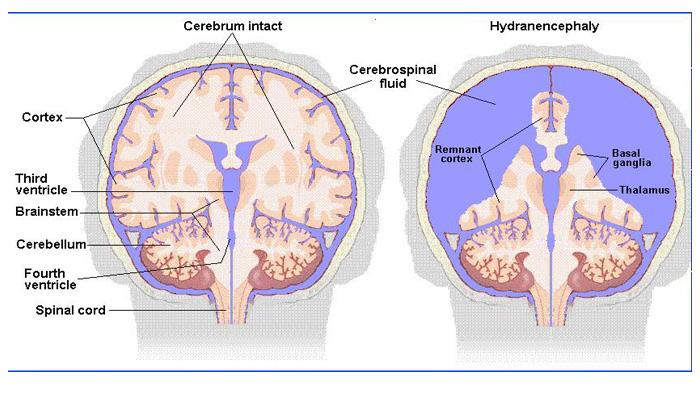 Cerebrum intact
Hydranencephaly
Cerebrospinal
fluid
Cortex
Third
ventricle
Brainstem
Cerebellum
Fourth
ventricle
Spinal cord
Remnant
cortex
Basal
ganglia
Thalamus